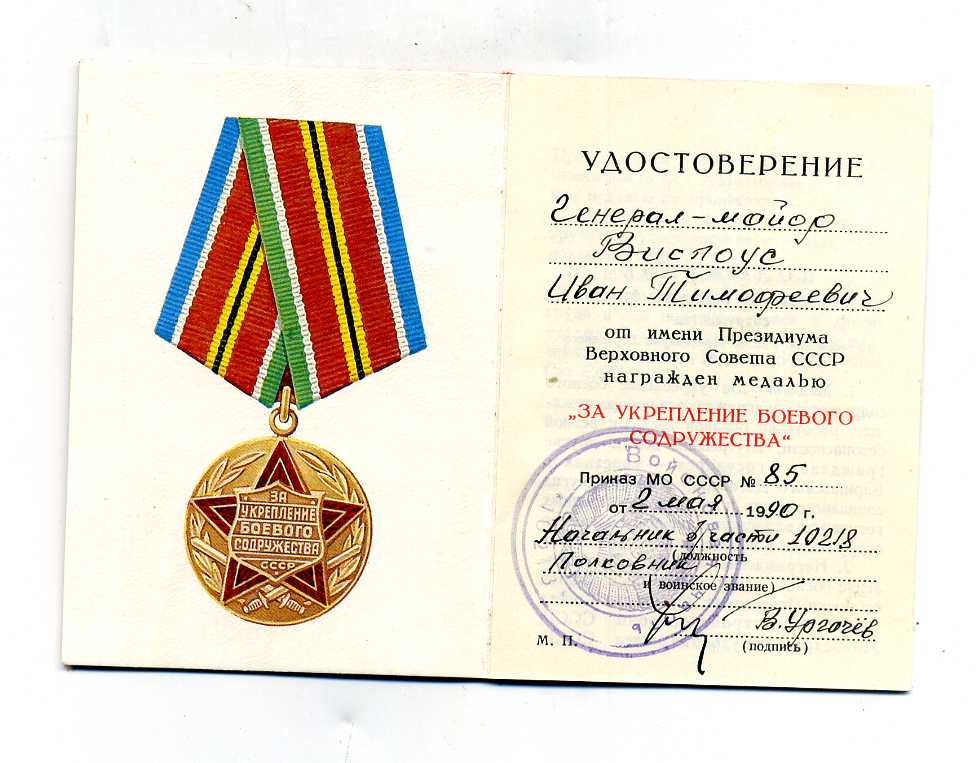 ЗА
УКРЕПЛЕНИЕ
БОЕВОГО
СОДРУЖЕСТВА
СССР
УДОСТОВЕРЕНИЕ
Генерал-майор
Виспоус
Иван Тимофеевич
от имени Президиума
Верховного Совета СССР
награжден медалью
„ЗА УКРЕПЛЕНИЕ БОЕВОГО
СОДРУЖЕСТВА“
Приказ МО СССР № 85
от 2 мая 1990 г.
Начальник в/части 10218
(должность
Полковник
и воинское звание)
В. Ургачёв
М. П.
(подпись)